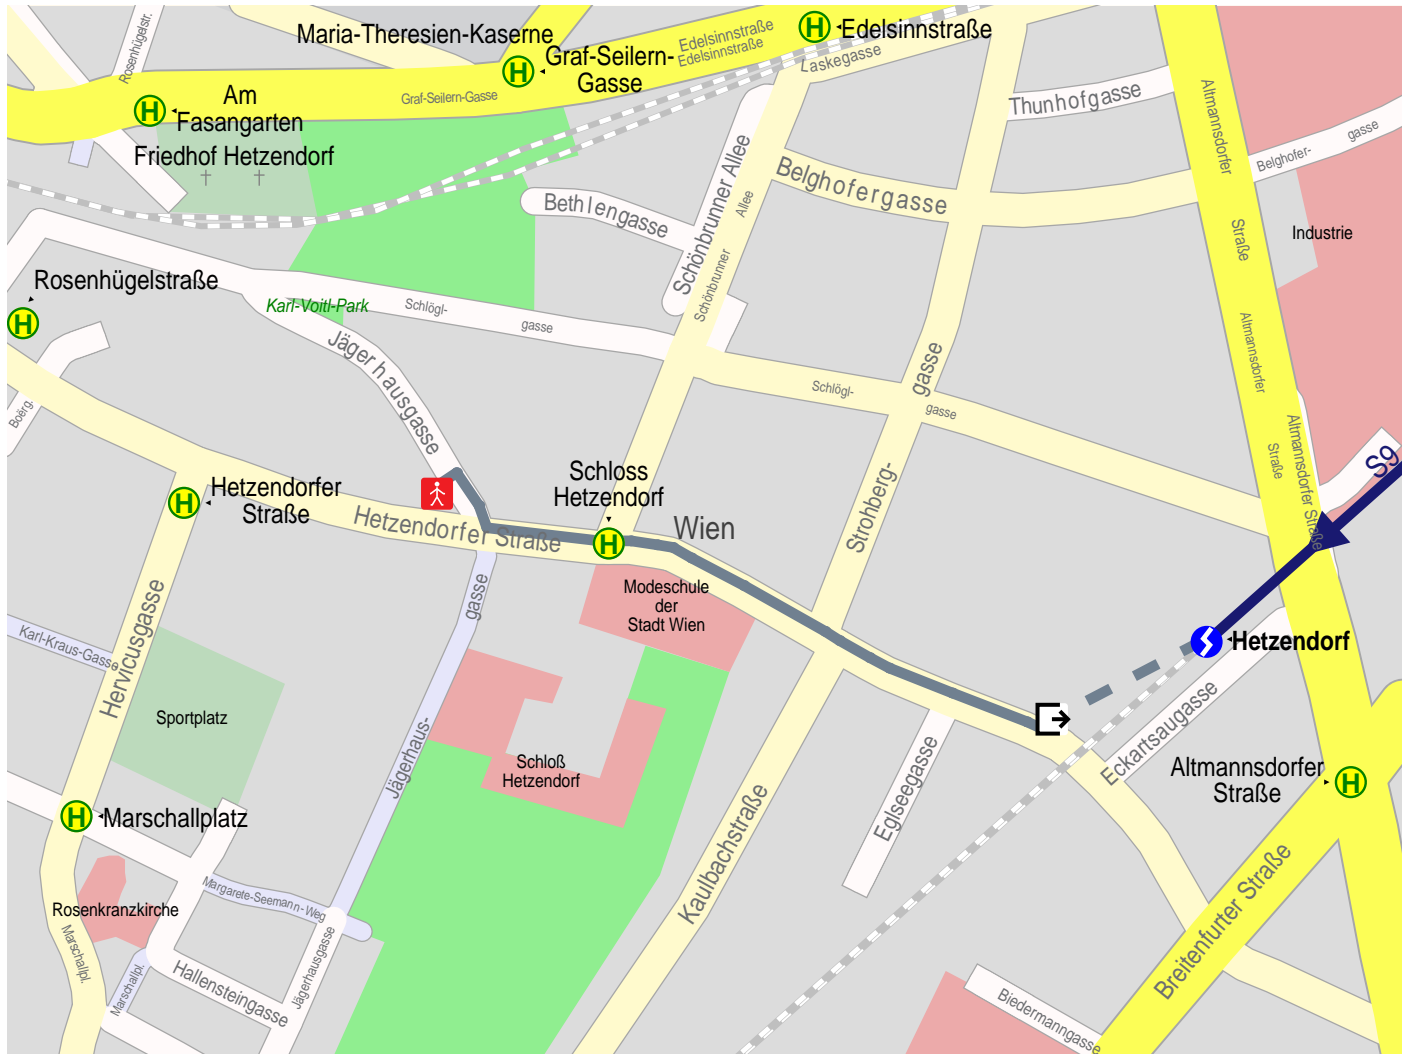 Rosenhügelstr.
Maria-Theresien-Kaserne
Edelsinnstraße
Edelsinnstraße
H
Edelsinnstraße
H
Graf-Seilern-
Gasse
Laskegasse
Graf-Seilern-Gasse
H
Am
Fasangarten
Friedhof Hetzendorf
Thunhofgasse
Altmannsdorfer
Belghofer-
gasse
Belghofergasse
Bethlengasse
Schönbrunner Allee
Allee
Schönbrunner
Straße
Industrie
Rosenhügelstraße
H
Karl-Voitl-Park
Schlögl-
gasse
Jägerhausgasse
Altmannsdorfer
Straße
Altmannsdorfer Straße
Schlögl-
gasse
gasse
Strohberg-
Boërg.
S9
Hetzendorfer
Straße
H
Hetzendorfer Straße
Schloss
Hetzendorf
H
Wien
Modeschule
der
Stadt Wien
gasse
Jägerhaus-
Karl-Kraus-Gasse
Hervicusgasse
Hetzendorf
Sportplatz
Eckartsaugasse
Schloß
Hetzendorf
Altmannsdorfer
Straße
H
H
Marschallplatz
Eglseegasse
Kaulbachstraße
Breitenfurter Straße
Margarete-Seemann-Weg
Rosenkranzkirche
Marschallpl.
Marschallpl.
Hallensteingasse
Jägerhausgasse
Biedermanngasse